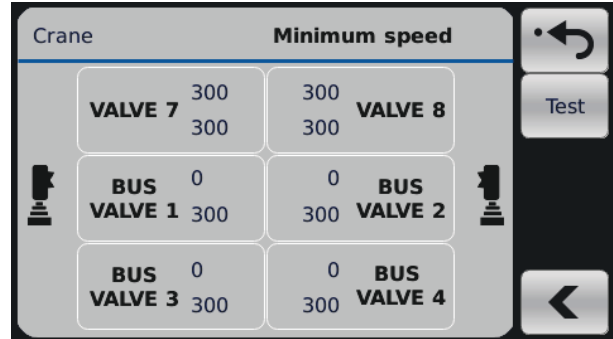 Crane Minimum speed
Test
VALVE 7 300 300 VALVE 8
300 300
BUS 0 0 BUS
VALVE 1 300 300 VALVE 2
BUS 0 0 BUS
VALVE 3 300 300 VALVE 4